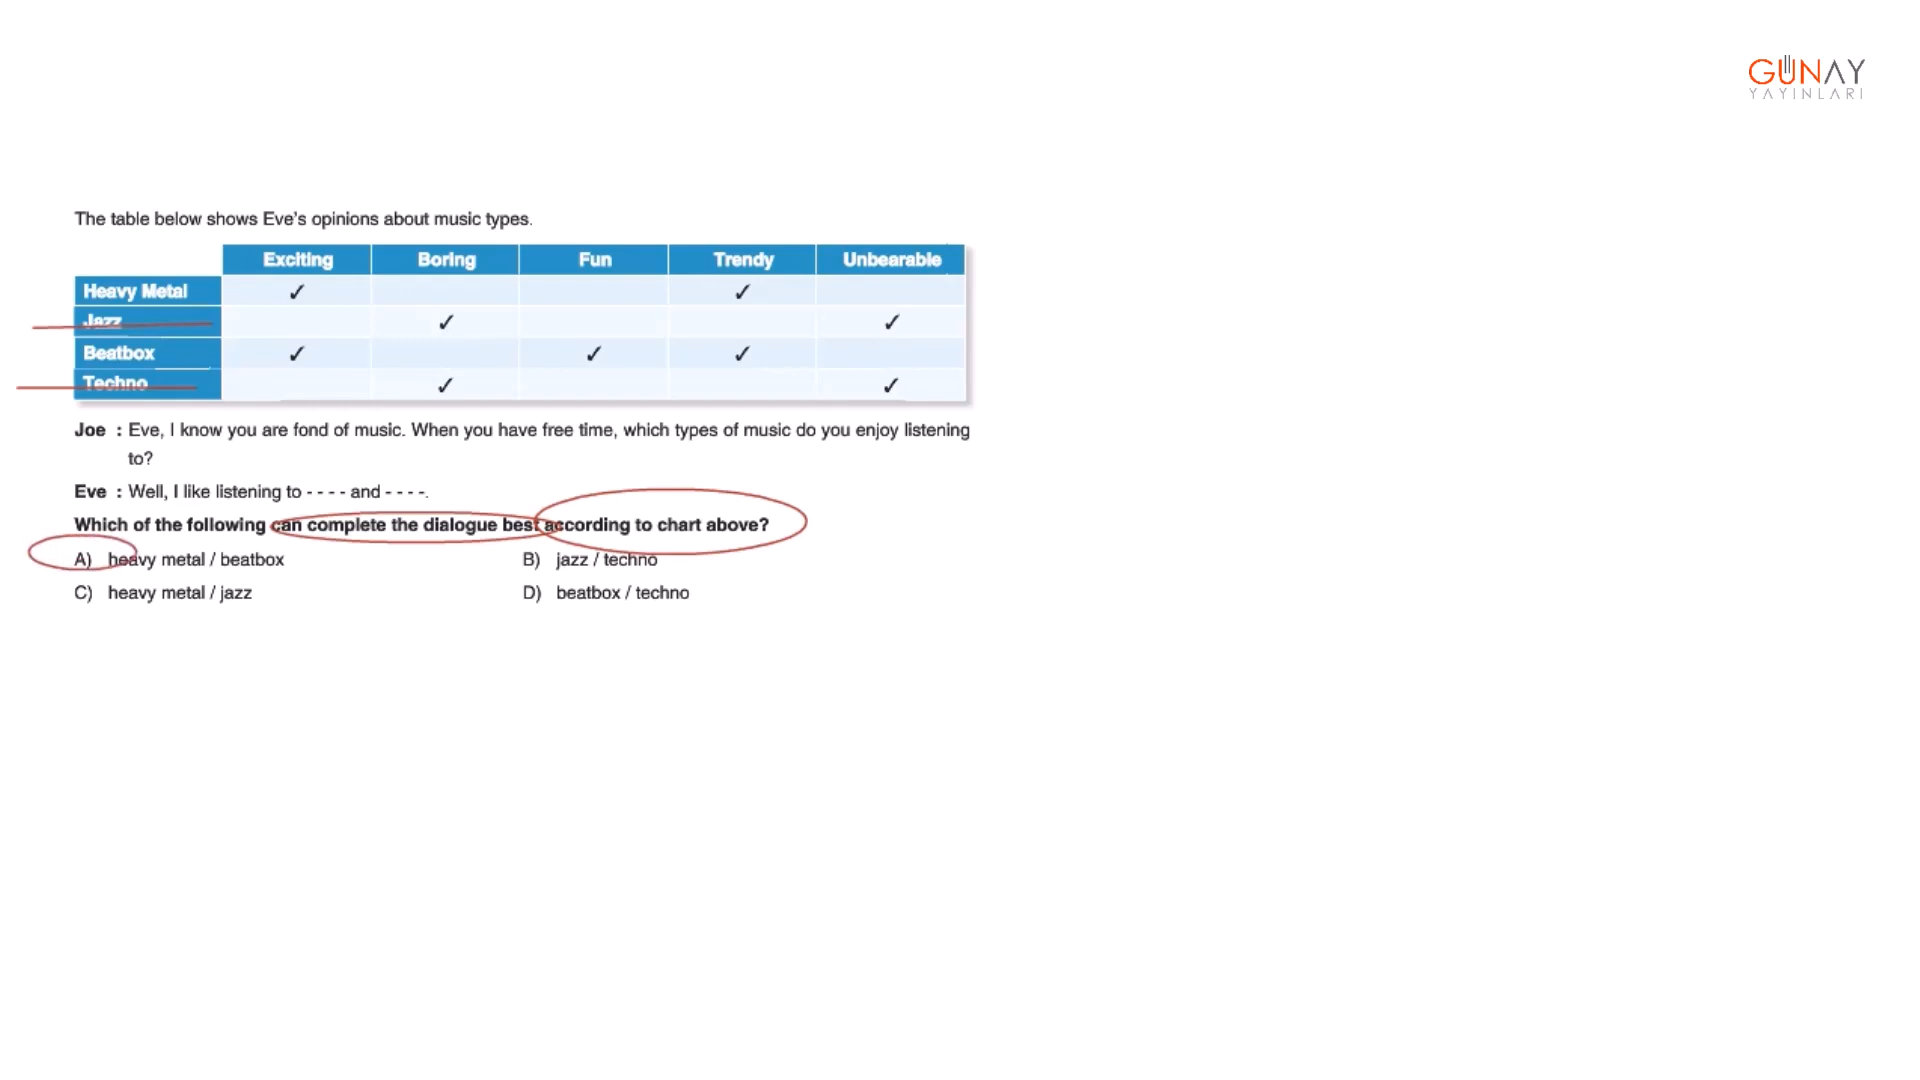 GÜNAY
YAYINLARI
The table below shows Eve's opinions about music types.
Exciting Boring Fun Trendy Unbearable
Heavy Metal ✓ ✓
Jazz ✓ ✓
Beatbox ✓ ✓ ✓
Techno ✓ ✓
Joe : Eve, I know you are fond of music. When you have free time, which types of music do you enjoy listening
to?
Eve : Well, I like listening to - - - - and - - - -.
Which of the following can complete the dialogue best according to chart above?
A) heavy metal / beatbox B) jazz / techno
C) heavy metal / jazz D) beatbox / techno